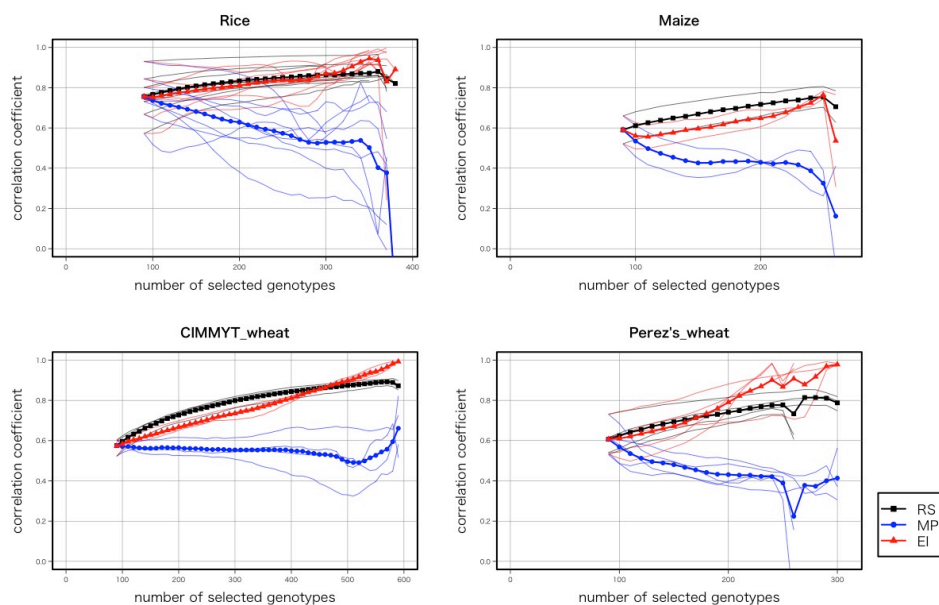 Rice
correlation coefficient
1.0
0.8
0.6
0.4
0.2
0.0
0 100 200 300 400
number of selected genotypes
Maize
correlation coefficient
1.0
0.8
0.6
0.4
0.2
0.0
0 100 200
number of selected genotypes
CIMMYT_wheat
correlation coefficient
1.0
0.8
0.6
0.4
0.2
0.0
0 100 200 300 400 500 600
number of selected genotypes
Perez's_wheat
correlation coefficient
1.0
0.8
0.6
0.4
0.2
0.0
0 100 200 300
number of selected genotypes
RS
MP
EI